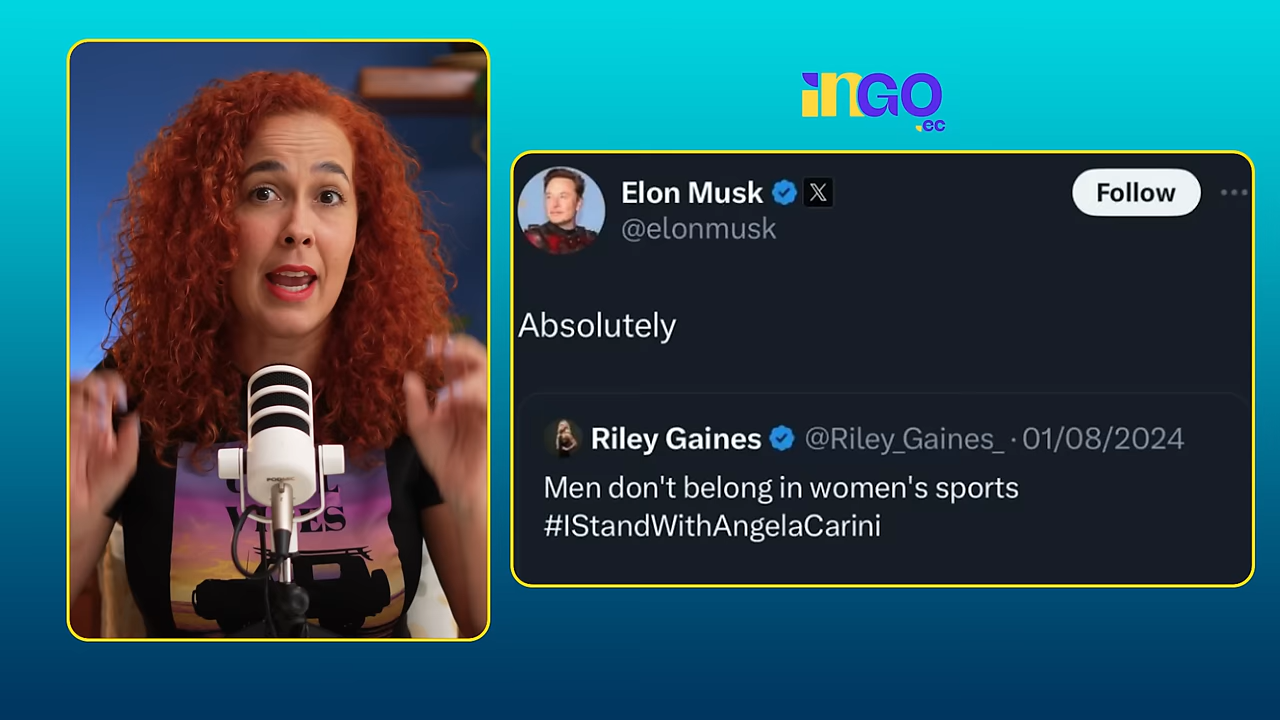 inGO
.ec
Elon Musk
Follow
@elonmusk
Absolutely
Riley Gaines @Riley_Gaines_ · 01/08/2024
Men don't belong in women's sports
#IStandWithAngelaCarini
VIBES